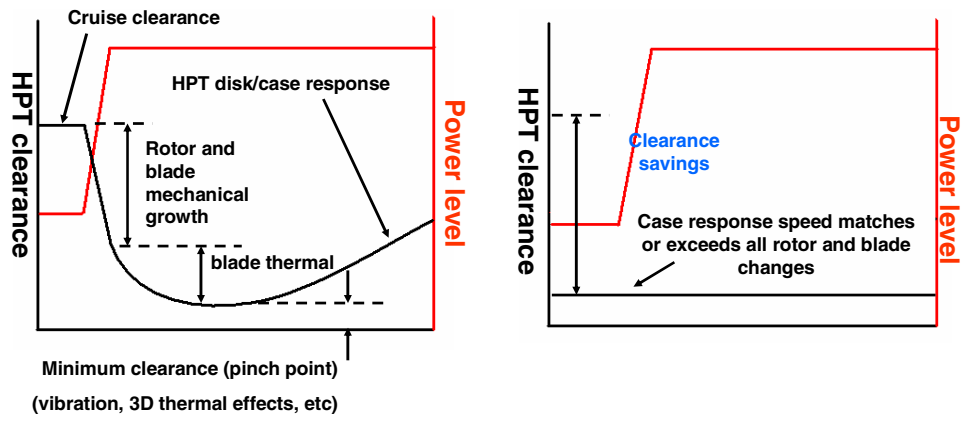 Cruise clearance
HPT clearance
HPT disk/case response
Rotor and
blade
mechanical
growth
blade thermal
Power level
Minimum clearance (pinch point)
(vibration, 3D thermal effects, etc)
HPT clearance
Clearance
savings
Case response speed matches
or exceeds all rotor and blade
changes
Power level